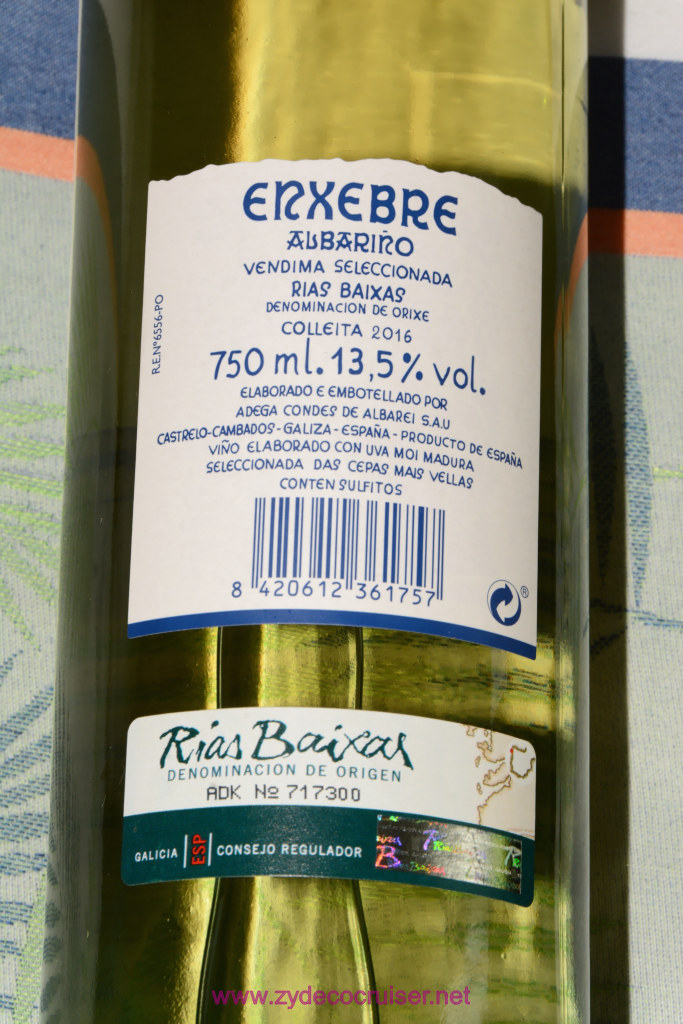 ENXEBRE
ALBARIÑO
VENDIMA SELECCIONADA
RIAS BAIXAS
DENOMINACION DE ORIXE
COLLEITA 2016
750 ml. 13,5% vol.
ELABORADO E EMBOTELLADO POR
ADEGA CONDES DE ALBAREI S.A.U
CASTRELO-CAMBADOS-GALIZA-ESPAÑA-PRODUCTO DE ESPAÑA
VIÑO ELABORADO CON UVA MOI MADURA
SELECCIONADA DAS CEPAS MAIS VELLAS
CONTEN SULFITOS
R.E.Nº6556-PO
8 420612 361757
®
Rias Baixas
DENOMINACION DE ORIGEN
ADK Nº 717300
GALICIA ESP CONSEJO REGULADOR
www.zydecocruiser.net